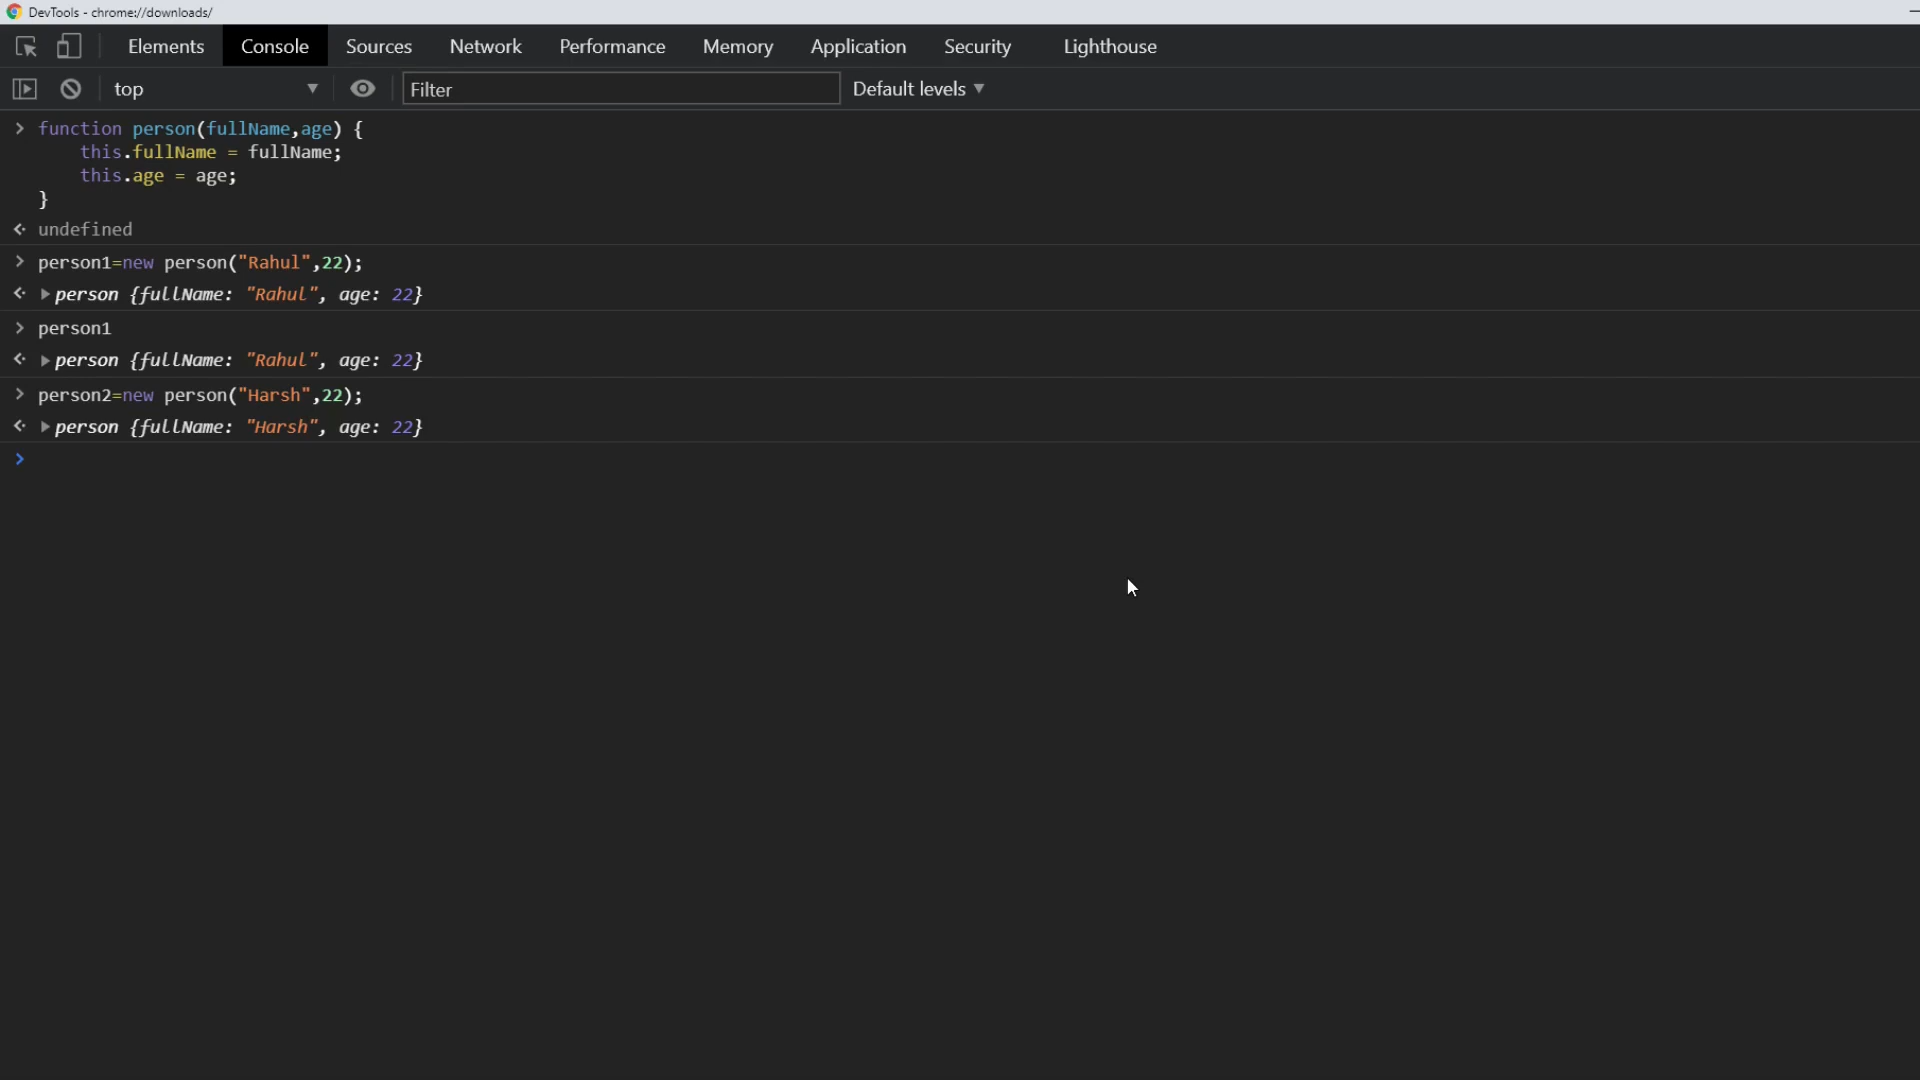 DevTools - chrome://downloads/
Elements Console Sources Network Performance Memory Application Security Lighthouse
top Filter Default levels
function person(fullName,age) {
    this.fullName = fullName;
    this.age = age;
}
undefined
person1=new person("Rahul",22);
person {fullName: "Rahul", age: 22}
person1
person {fullName: "Rahul", age: 22}
person2=new person("Harsh",22);
person {fullName: "Harsh", age: 22}